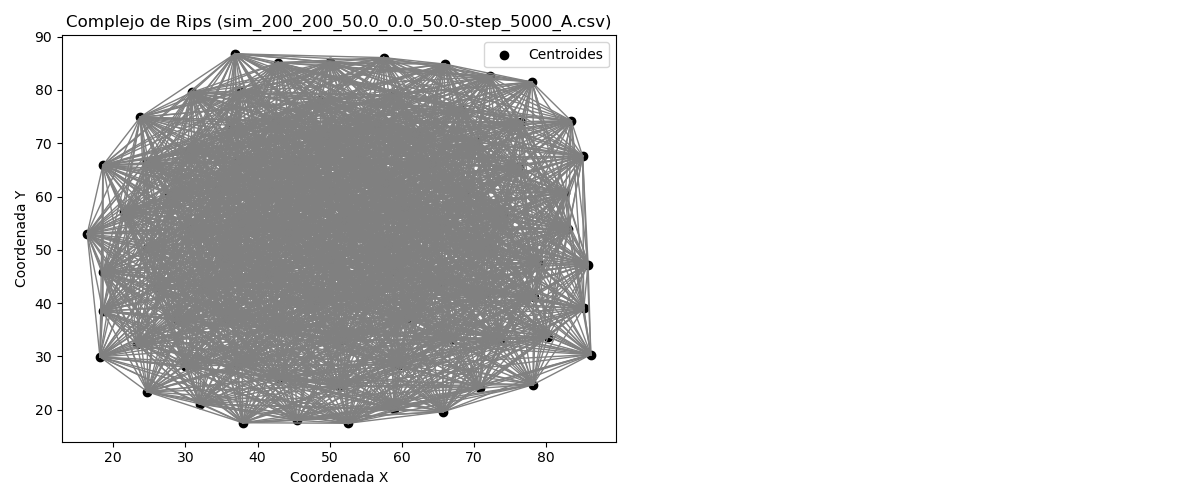 Complejo de Rips (sim_200_200_50.0_0.0_50.0-step_5000_A.csv)
Centroides
90
80
70
60
50
40
30
20
Coordenada Y
20 30 40 50 60 70 80
Coordenada X